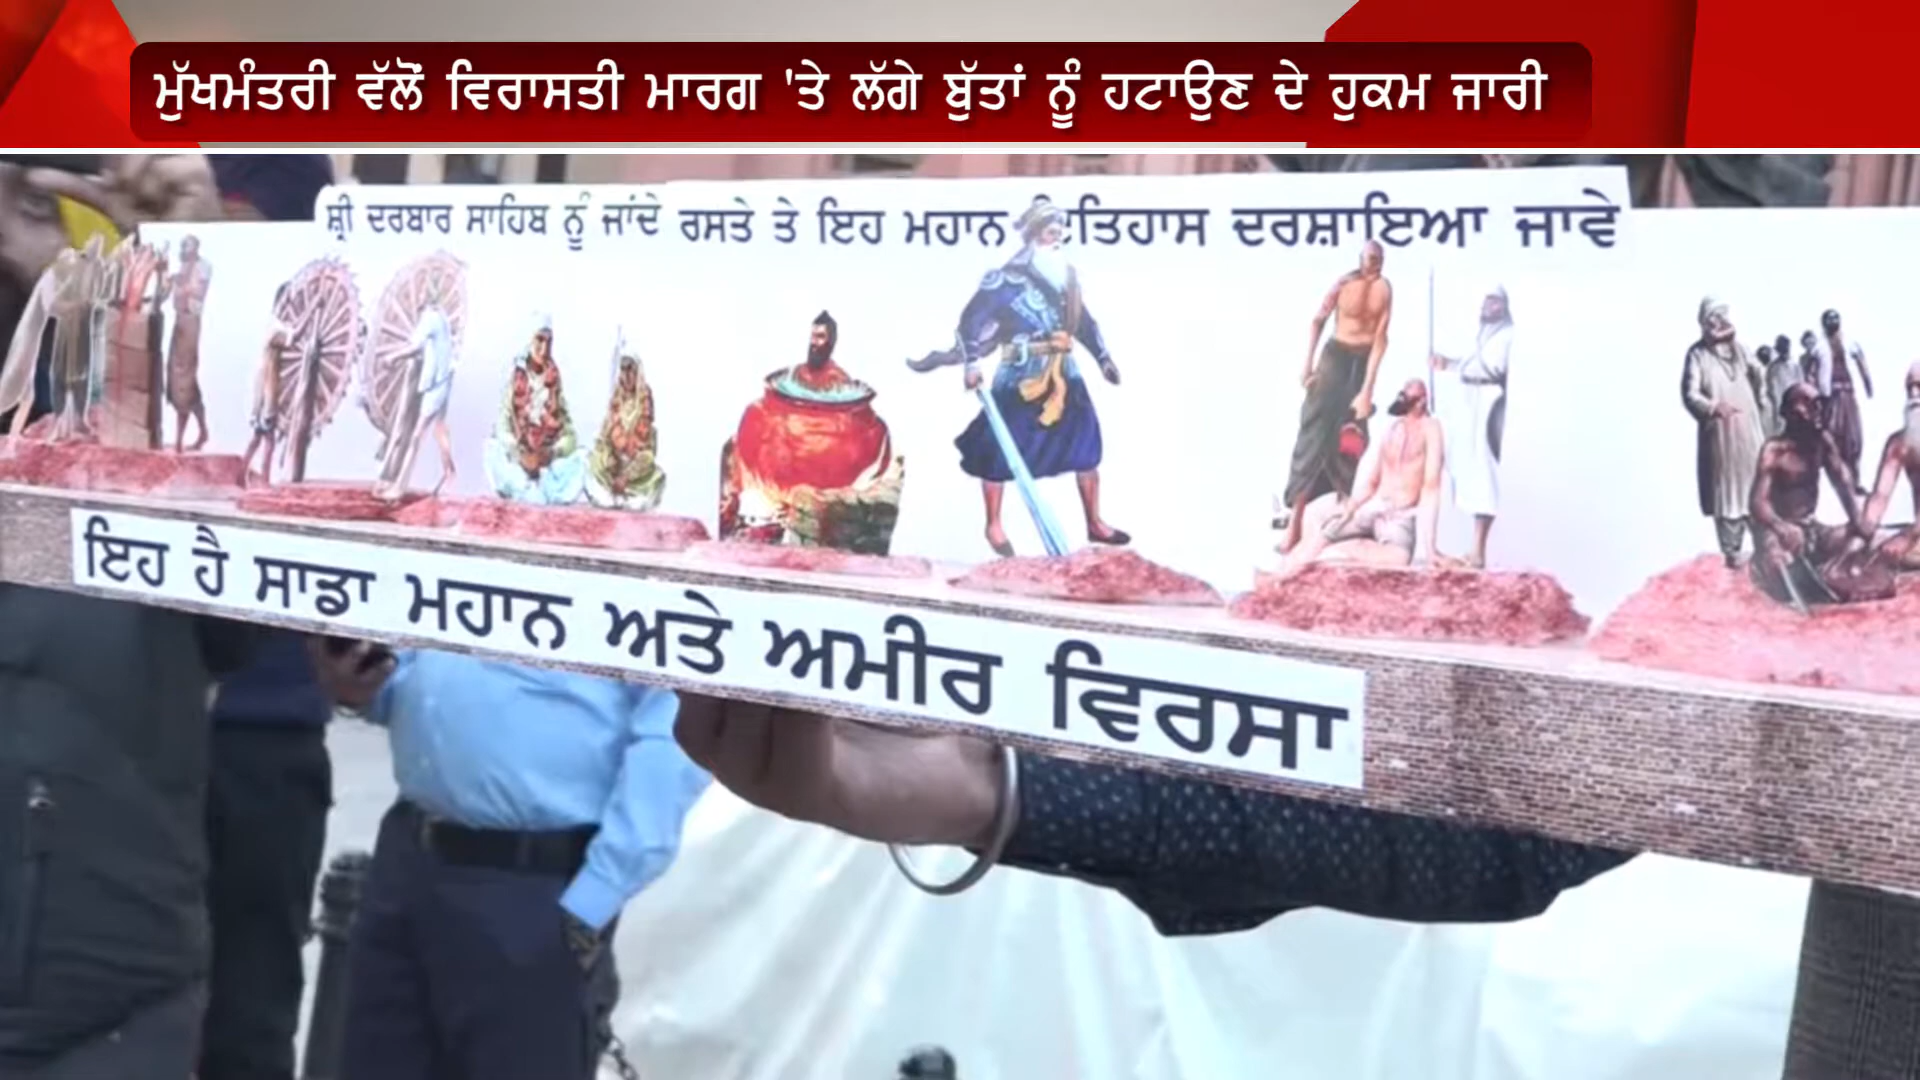 ਮੁੱਖਮੰਤਰੀ ਵੱਲੋਂ ਵਿਰਾਸਤੀ ਮਾਰਗ 'ਤੇ ਲੱਗੇ ਬੁੱਤਾਂ ਨੂੰ ਹਟਾਉਣ ਦੇ ਹੁਕਮ ਜਾਰੀ
ਸ਼੍ਰੀ ਦਰਬਾਰ ਸਾਹਿਬ ਨੂੰ ਜਾਂਦੇ ਰਸਤੇ ਤੇ ਇਹ ਮਹਾਨ ਇਤਿਹਾਸ ਦਰਸ਼ਾਇਆ ਜਾਵੇ
ਇਹ ਹੈ ਸਾਡਾ ਮਹਾਨ ਅਤੇ ਅਮੀਰ ਵਿਰਸਾ